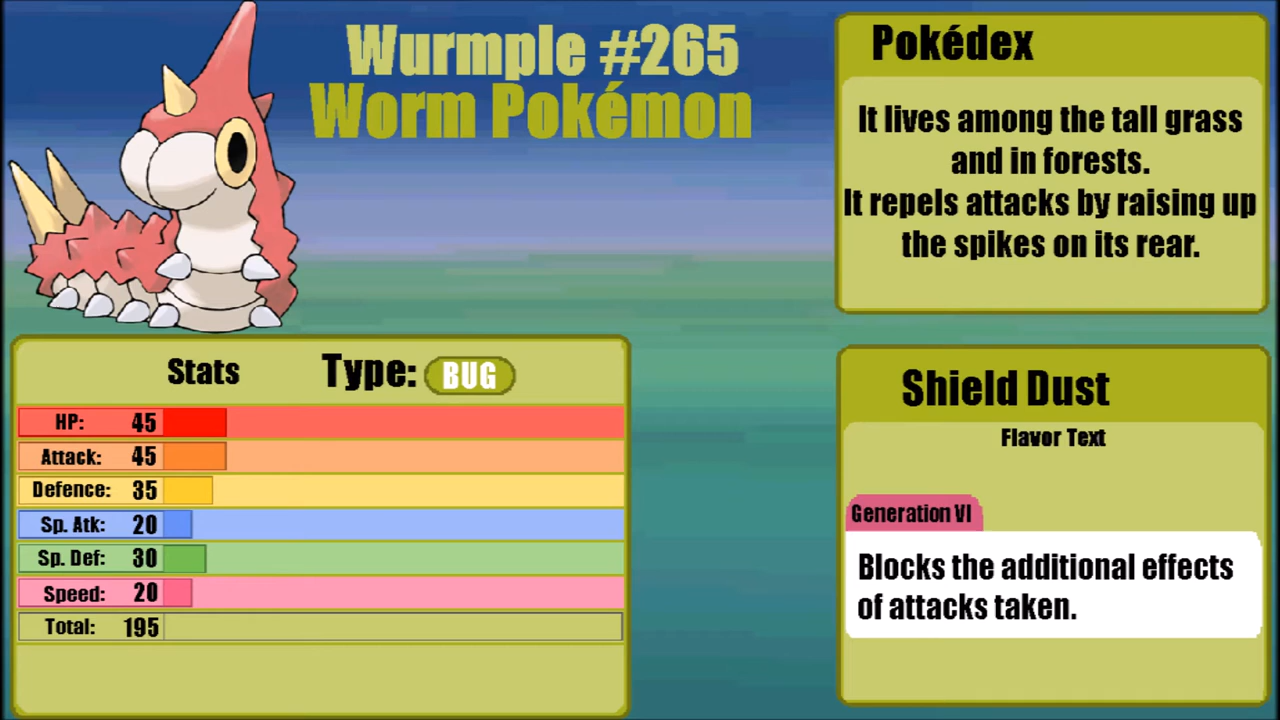 Wurmple #265
Worm Pokémon
Pokédex
It lives among the tall grass
and in forests.
It repels attacks by raising up
the spikes on its rear.
Stats
Type: BUG
HP: 45
Attack: 45
Defence: 35
Sp. Atk: 20
Sp. Def: 30
Speed: 20
Total: 195
Shield Dust
Flavor Text
Generation VI
Blocks the additional effects
of attacks taken.